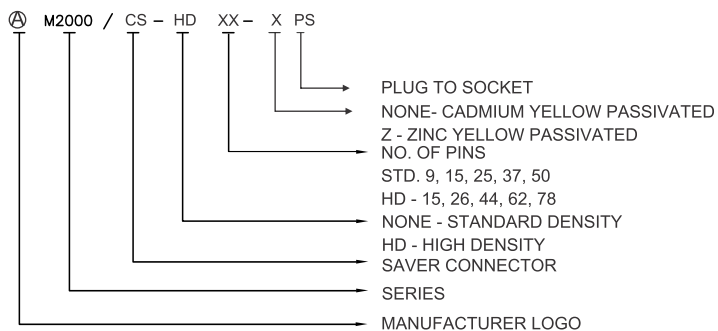 Ⓐ M2000 / CS - HD XX - X PS
PLUG TO SOCKET
NONE- CADMIUM YELLOW PASSIVATED
Z - ZINC YELLOW PASSIVATED
NO. OF PINS
STD. 9, 15, 25, 37, 50
HD - 15, 26, 44, 62, 78
NONE - STANDARD DENSITY
HD - HIGH DENSITY
SAVER CONNECTOR
SERIES
MANUFACTURER LOGO